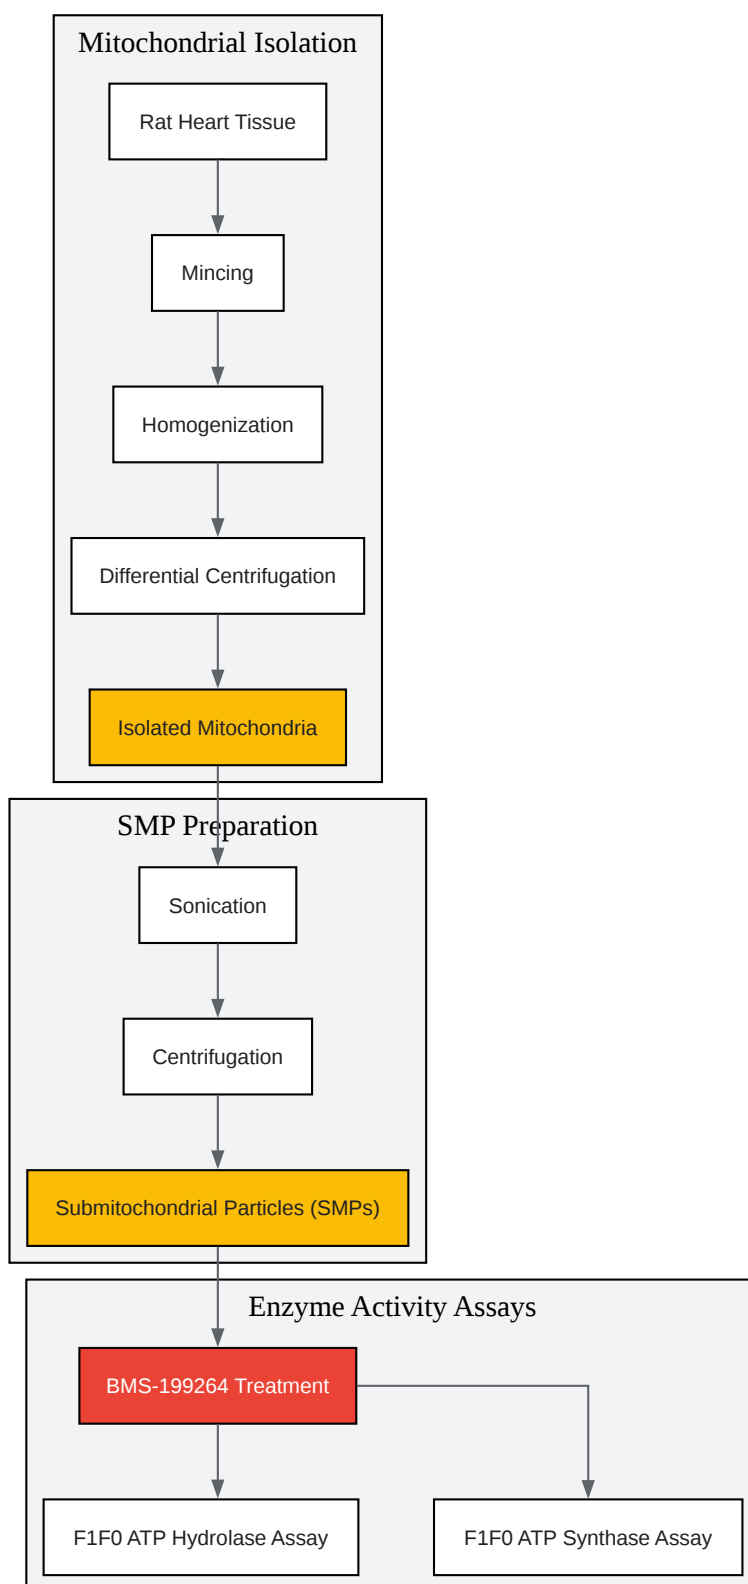 Mitochondrial Isolation
Rat Heart Tissue
Mincing
Homogenization
Differential Centrifugation
Isolated Mitochondria
SMP Preparation
Sonication
Centrifugation
Submitochondrial Particles (SMPs)
Enzyme Activity Assays
BMS-199264 Treatment
F1F0 ATP Hydrolase Assay
F1F0 ATP Synthase Assay